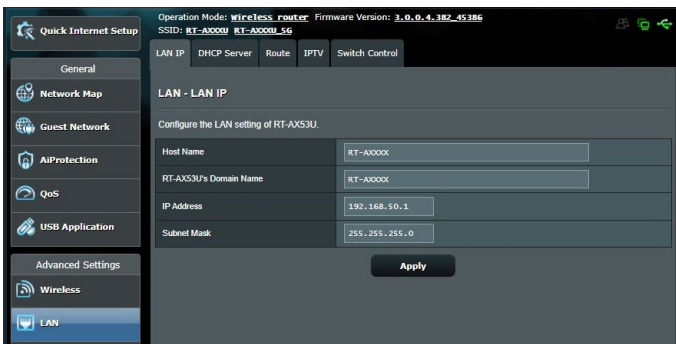 Quick Internet Setup
Operation Mode: Wireless router Firmware Version: 3.0.0.4.382_45386
SSID: RT-AXXXU RT-AXXXU_5G
LAN IP DHCP Server Route IPTV Switch Control
General
Network Map
Guest Network
AiProtection
QoS
USB Application
Advanced Settings
Wireless
LAN
LAN - LAN IP
Configure the LAN setting of RT-AX53U.
Host Name RT-AXXXX
RT-AX53U's Domain Name RT-AXXXX
IP Address 192.168.50.1
Subnet Mask 255.255.255.0
Apply